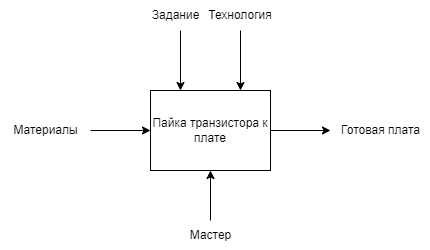 Задание Технология
Пайка транзистора к
плате
Материалы
Готовая плата
Мастер